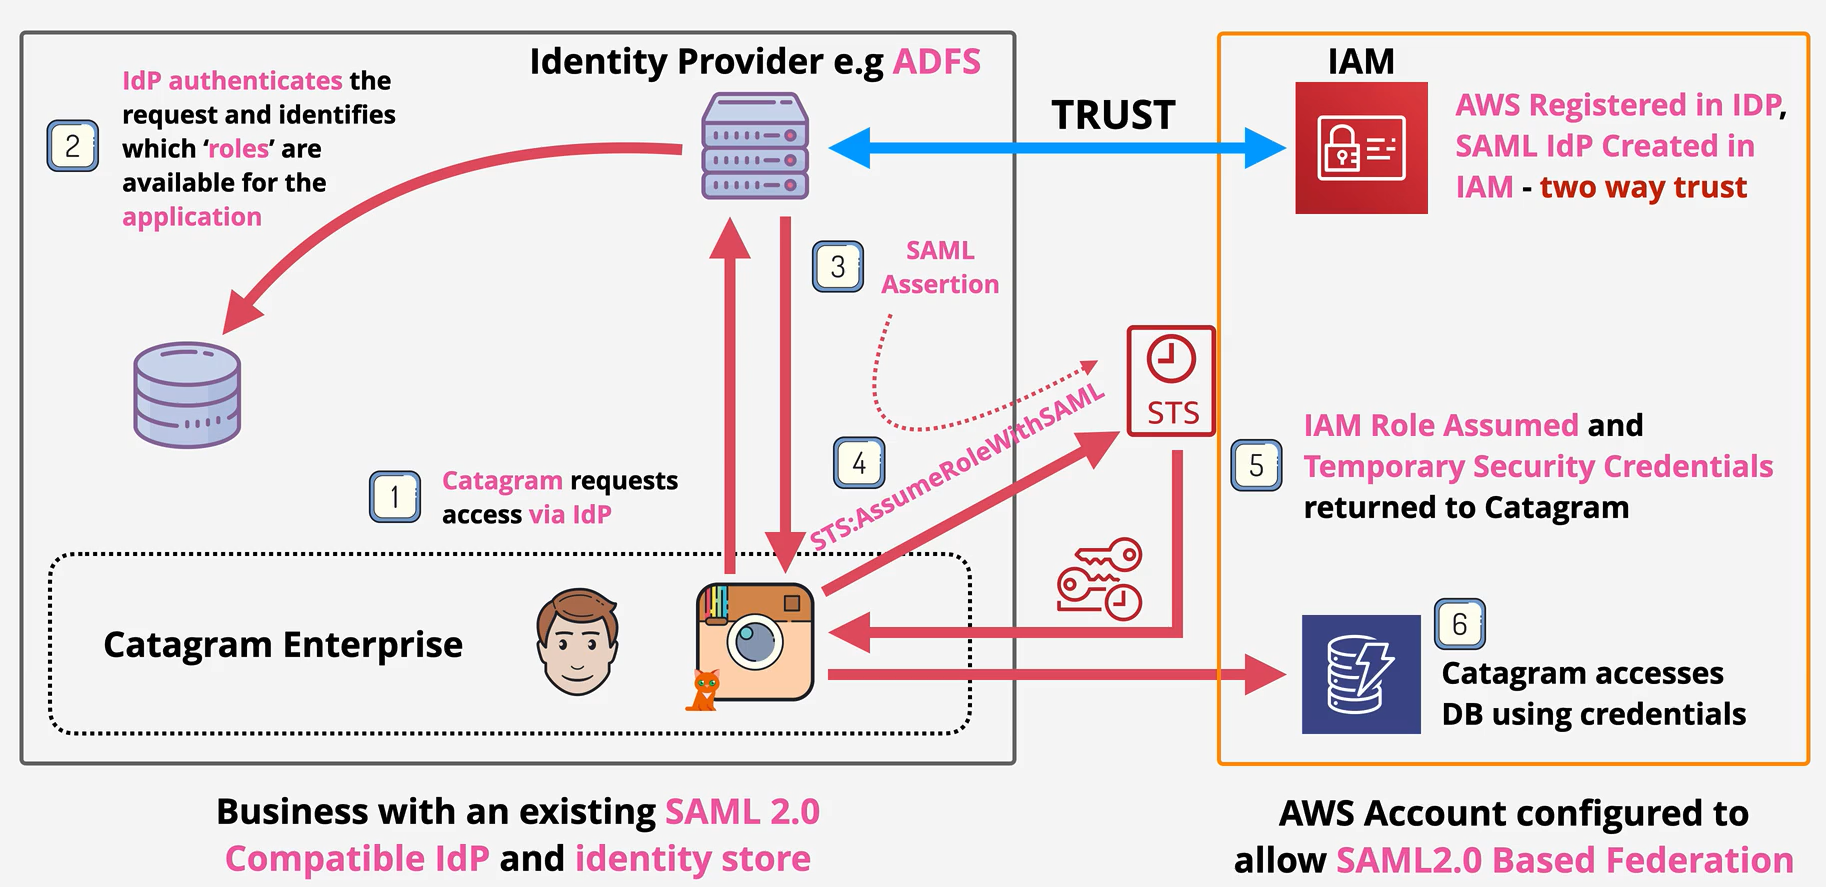 Identity Provider e.g ADFS
IdP authenticates the
request and identifies
which ‘roles’ are
available for the
application
2
TRUST
IAM
AWS Registered in IDP,
SAML IdP Created in
IAM - two way trust
3
SAML
Assertion
STS
4
STS:AssumeRoleWithSAML
1
Catagram requests
access via IdP
5
IAM Role Assumed and
Temporary Security Credentials
returned to Catagram
Catagram Enterprise
6
Catagram accesses
DB using credentials
Business with an existing SAML 2.0
Compatible IdP and identity store
AWS Account configured to
allow SAML2.0 Based Federation